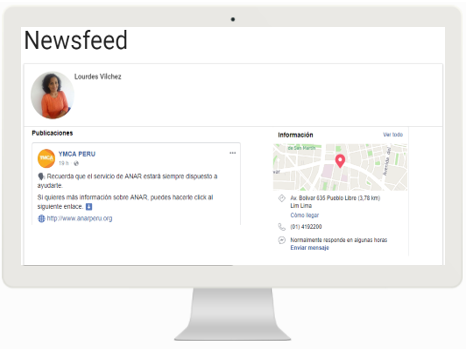 Newsfeed
Lourdes Vilchez
Publicaciones
YMCA
YMCA PERU
19 h
Recuerda que el servicio de ANAR estará siempre dispuesto a
ayudarte.
Si quieres más información sobre ANAR, puedes hacerle click al
siguiente enlace.
http://www.anarperu.org
Información
Ver todo
Av. Bolivar 635 Pueblo Libre (3,78 km)
Lim Lima
Cómo llegar
(01) 4182200
Normalmente responde en algunas horas
Enviar mensaje